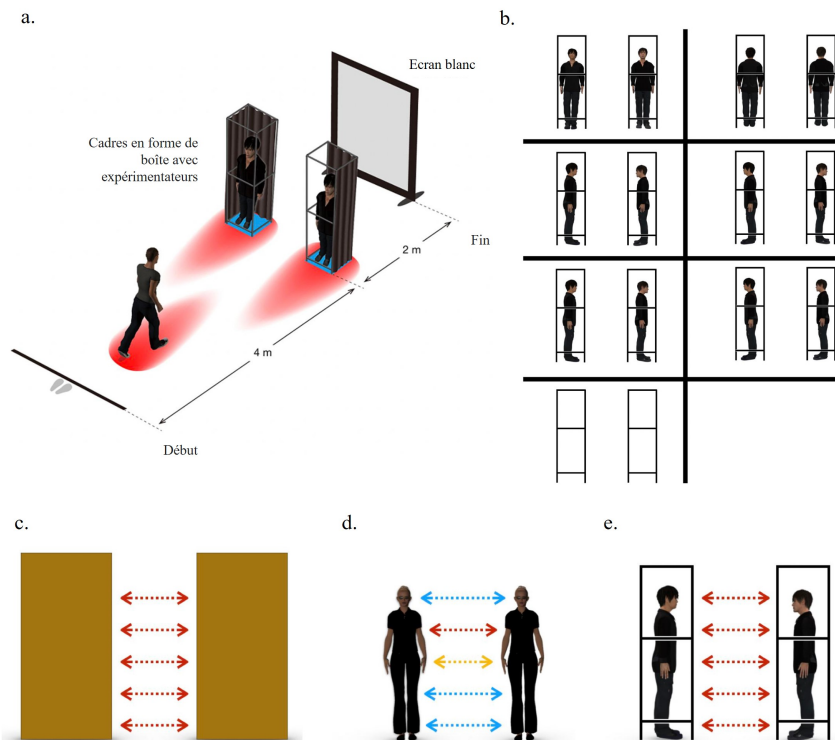 a.
b.
Ecran blanc
Cadres en forme de
boîte avec
expérimentateurs
Fin
2 m
4 m
Début
c.
d.
e.